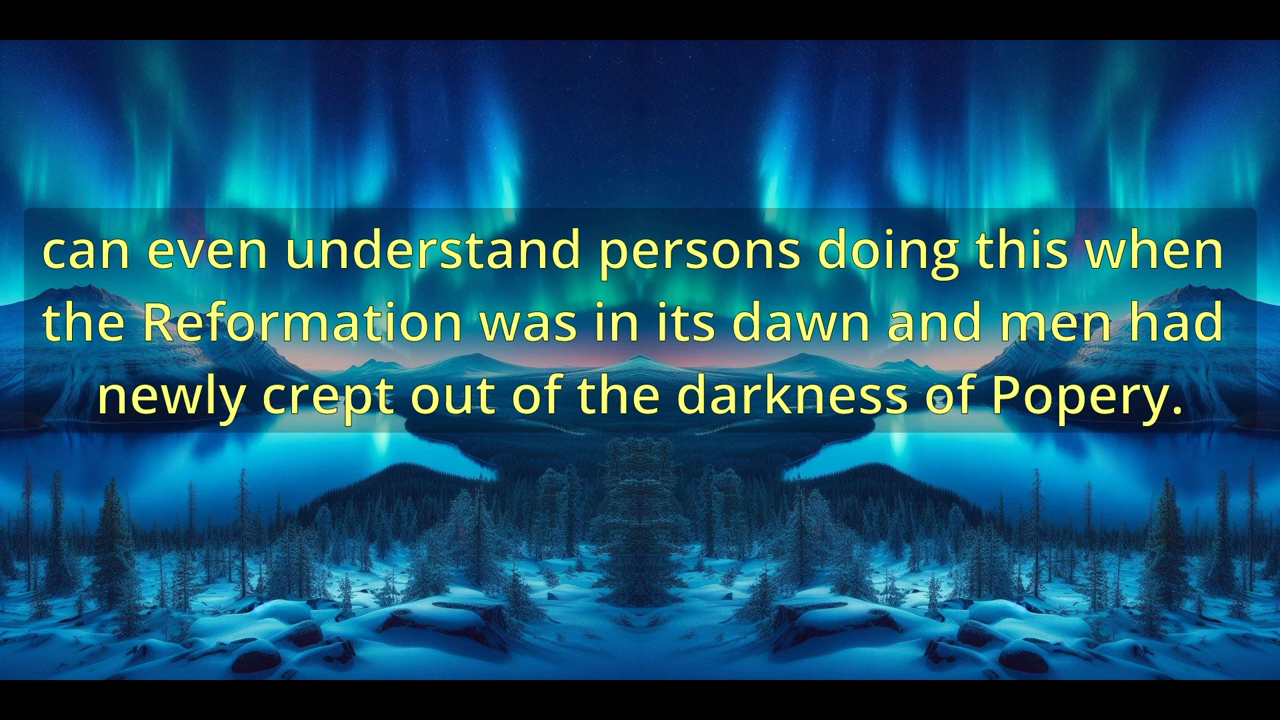 can even understand persons doing this when
the Reformation was in its dawn and men had
newly crept out of the darkness of Popery.